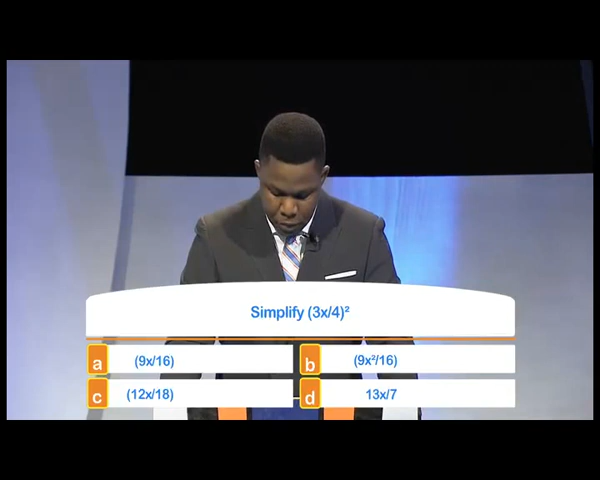 Simplify (3x/4)²
a (9x/16)
b (9x²/16)
c (12x/18)
d 13x/7